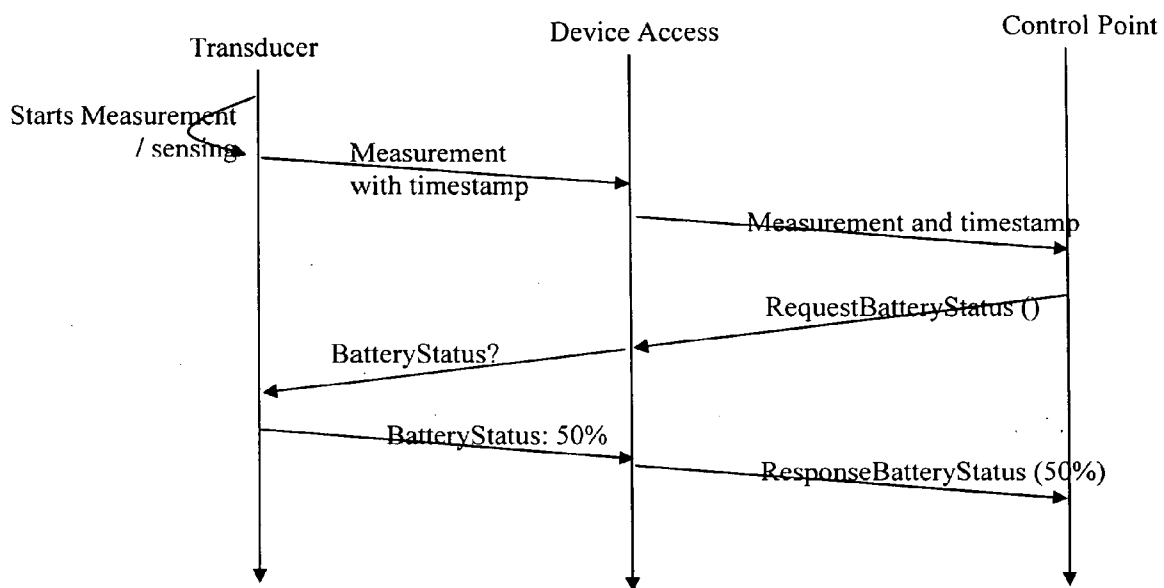 Transducer
Device Access
Control Point
Starts Measurement
/ sensing
Measurement
with timestamp
Measurement and timestamp
RequestBatteryStatus ()
BatteryStatus?
BatteryStatus: 50%
ResponseBatteryStatus (50%)